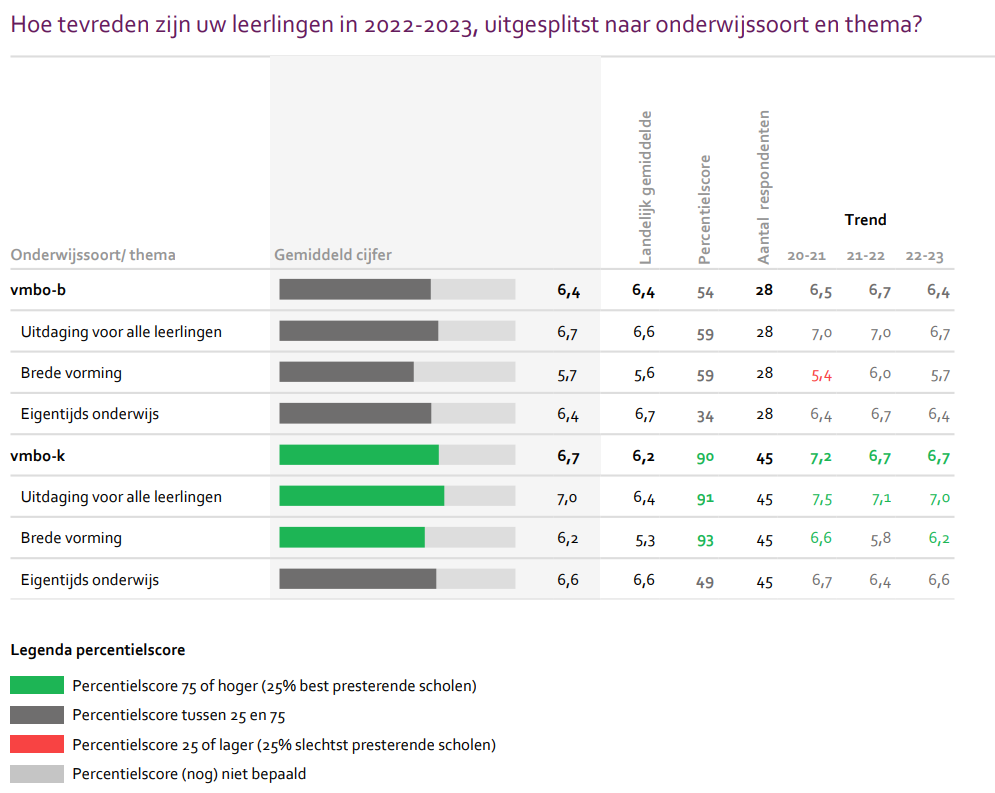 Hoe tevreden zijn uw leerlingen in 2022-2023, uitgesplitst naar onderwijssoort en thema?
Onderwijssoort/ thema Gemiddeld cijfer Landelijk gemiddelde Percentielscore Aantal respondenten Trend
20-21 21-22 22-23
vmbo-b 6,4 6,4 54 28 6,5 6,7 6,4
Uitdaging voor alle leerlingen 6,7 6,6 59 28 7,0 7,0 6,7
Brede vorming 5,7 5,6 59 28 5,4 6,0 5,7
Eigentijds onderwijs 6,4 6,7 34 28 6,4 6,7 6,4
vmbo-k 6,7 6,2 90 45 7,2 6,7 6,7
Uitdaging voor alle leerlingen 7,0 6,4 91 45 7,5 7,1 7,0
Brede vorming 6,2 5,3 93 45 6,6 5,8 6,2
Eigentijds onderwijs 6,6 6,6 49 45 6,7 6,4 6,6
Legenda percentielscore
Percentielscore 75 of hoger (25% best presterende scholen)
Percentielscore tussen 25 en 75
Percentielscore 25 of lager (25% slechtst presterende scholen)
Percentielscore (nog) niet bepaald